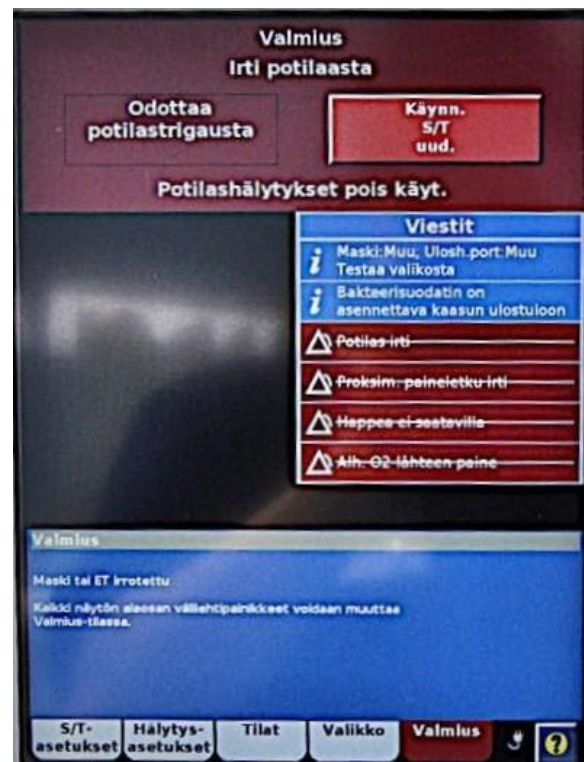 Valmius
Irti potilaasta
Odottaa
potilastrigausta
Käynn.
S/T
uud.
Potilashälytykset pois käyt.
Viestit
Maski:Muu, Ulosh.port:Muu
Testaa valikosta
Bakteerisuodatin on
asennettava kaasun ulostuloon
Potilas irti
Proksim. paineletku irti
Happea ei saatavilla
Alh. O2 lähteen paine
Valmius
Maski tai ET irrotettu
Kaikki näytön alaosan välilehtipainikkeet voidaan muuttaa
Valmius-tilassa.
S/T-
asetukset
Hälytys-
asetukset
Tilat
Valikko
Valmius
?